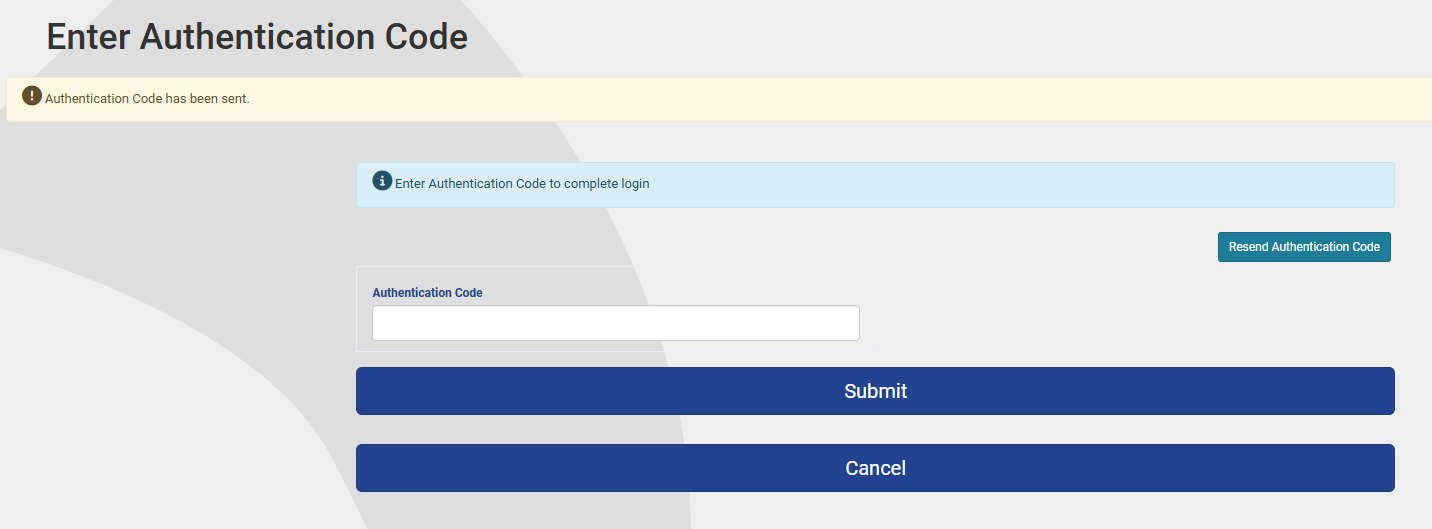 Enter Authentication Code
Authentication Code has been sent.
Enter Authentication Code to complete login
Resend Authentication Code
Authentication Code
Submit
Cancel